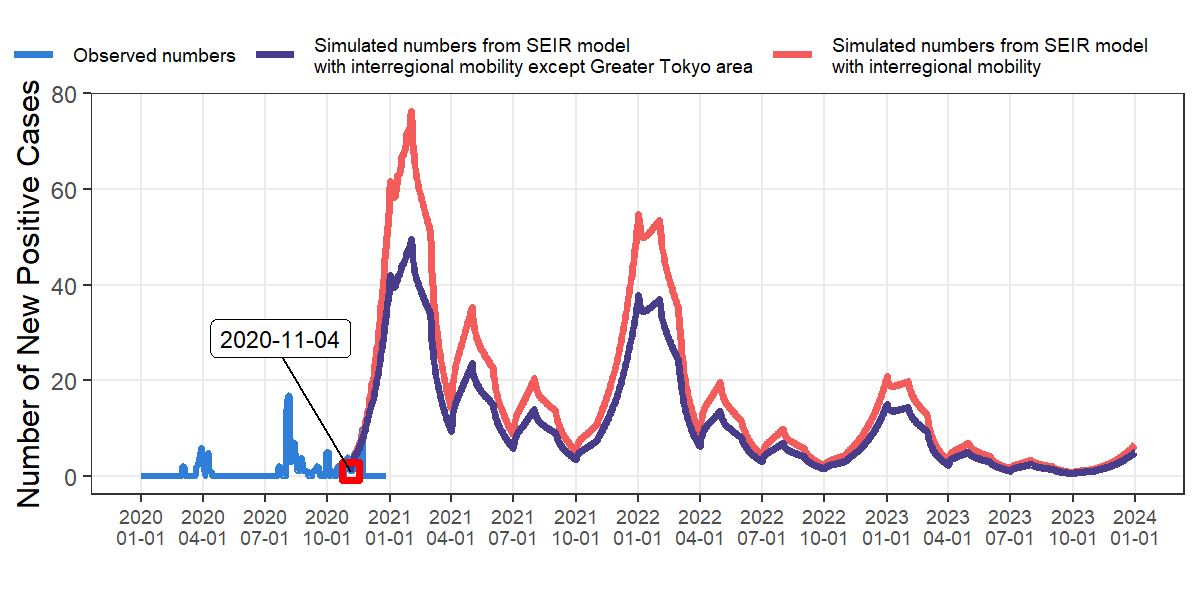 Observed numbers
Simulated numbers from SEIR model
with interregional mobility except Greater Tokyo area
Simulated numbers from SEIR model
with interregional mobility
Number of New Positive Cases
80
60
40
20
0
2020-11-04
2020 2020 2020 2020 2021 2021 2021 2021 2022 2022 2022 2022 2023 2023 2023 2023 2024
01-01 04-01 07-01 10-01 01-01 04-01 07-01 10-01 01-01 04-01 07-01 10-01 01-01 04-01 07-01 10-01 01-01